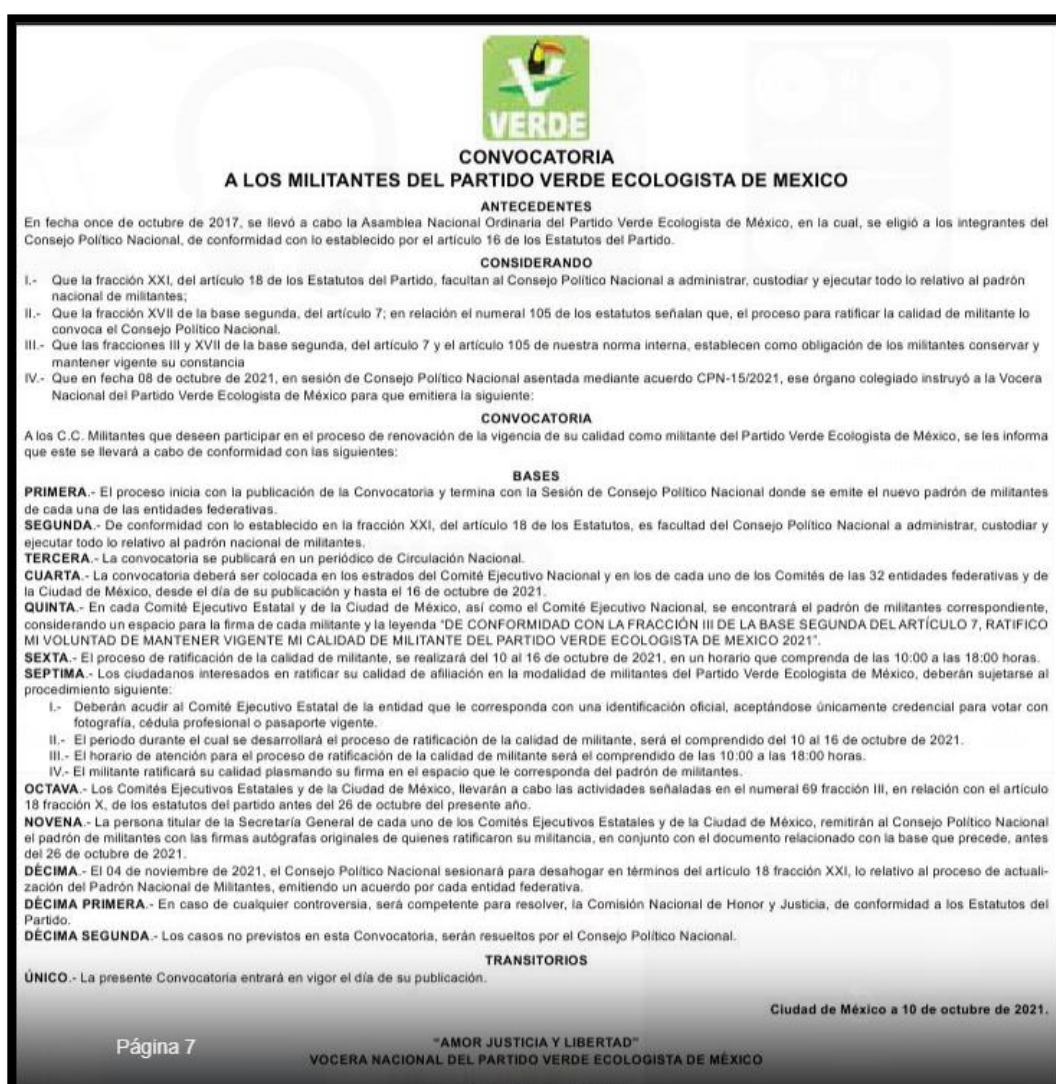 VERDE
CONVOCATORIA
A LOS MILITANTES DEL PARTIDO VERDE ECOLOGISTA DE MEXICO
ANTECEDENTES
En fecha once de octubre de 2017, se llevó a cabo la Asamblea Nacional Ordinaria del Partido Verde Ecologista de México, en la cual, se eligió a los integrantes del
Consejo Político Nacional, de conformidad con lo establecido por el artículo 16 de los Estatutos del Partido.
CONSIDERANDO
I.- Que la fracción XXI, del artículo 18 de los Estatutos del Partido, facultan al Consejo Político Nacional a administrar, custodiar y ejecutar todo lo relativo al padrón
nacional de militantes;
II.- Que la fracción XVII de la base segunda, del artículo 7; en relación el numeral 105 de los estatutos señalan que, el proceso para ratificar la calidad de militante lo
convoca el Consejo Político Nacional.
III.- Que las fracciones III y XVII de la base segunda, del artículo 7 y el artículo 105 de nuestra norma interna, establecen como obligación de los militantes conservar y
mantener vigente su constancia
IV.- Que en fecha 08 de octubre de 2021, en sesión de Consejo Político Nacional asentada mediante acuerdo CPN-15/2021, ese órgano colegiado instruyó a la Vocera
Nacional del Partido Verde Ecologista de México para que emitiera la siguiente:
CONVOCATORIA
A los C.C. Militantes que deseen participar en el proceso de renovación de la vigencia de su calidad como militante del Partido Verde Ecologista de México, se les informa
que este se llevará a cabo de conformidad con las siguientes:
BASES
PRIMERA.- El proceso inicia con la publicación de la Convocatoria y termina con la Sesión de Consejo Político Nacional donde se emite el nuevo padrón de militantes
de cada una de las entidades federativas.
SEGUNDA.- De conformidad con lo establecido en la fracción XXI, del artículo 18 de los Estatutos, es facultad del Consejo Político Nacional a administrar, custodiar y
ejecutar todo lo relativo al padrón nacional de militantes.
TERCERA.- La convocatoria se publicará en un periódico de Circulación Nacional.
CUARTA.- La convocatoria deberá ser colocada en los estrados del Comité Ejecutivo Nacional y en los de cada uno de los Comités de las 32 entidades federativas y de
la Ciudad de México, desde el día de su publicación y hasta el 16 de octubre de 2021.
QUINTA.- En cada Comité Ejecutivo Estatal y de la Ciudad de México, así como el Comité Ejecutivo Nacional, se encontrará el padrón de militantes correspondiente,
considerando un espacio para la firma de cada militante y la leyenda "DE CONFORMIDAD CON LA FRACCIÓN III DE LA BASE SEGUNDA DEL ARTÍCULO 7, RATIFICO
MI VOLUNTAD DE MANTENER VIGENTE MI CALIDAD DE MILITANTE DEL PARTIDO VERDE ECOLOGISTA DE MEXICO 2021".
SEXTA.- El proceso de ratificación de la calidad de militante, se realizará del 10 al 16 de octubre de 2021, en un horario que comprenda de las 10:00 a las 18:00 horas.
SEPTIMA.- Los ciudadanos interesados en ratificar su calidad de afiliación en la modalidad de militantes del Partido Verde Ecologista de México, deberán sujetarse al
procedimiento siguiente:
I.- Deberán acudir al Comité Ejecutivo Estatal de la entidad que le corresponda con una identificación oficial, aceptándose únicamente credencial para votar con
fotografía, cédula profesional o pasaporte vigente.
II.- El periodo durante el cual se desarrollará el proceso de ratificación de la calidad de militante, será el comprendido del 10 al 16 de octubre de 2021.
III.- El horario de atención para el proceso de ratificación de la calidad de militante será el comprendido de las 10:00 a las 18:00 horas.
IV.- El militante ratificará su calidad plasmando su firma en el espacio que le corresponda del padrón de militantes.
OCTAVA.- Los Comités Ejecutivos Estatales y de la Ciudad de México, llevarán a cabo las actividades señaladas en el numeral 69 fracción III, en relación con el artículo
18 fracción X, de los estatutos del partido antes del 26 de octubre del presente año.
NOVENA.- La persona titular de la Secretaría General de cada uno de los Comités Ejecutivos Estatales y de la Ciudad de México, remitirán al Consejo Político Nacional
el padrón de militantes con las firmas autógrafas originales de quienes ratificaron su militancia, en conjunto con el documento relacionado con la base que precede, antes
del 26 de octubre de 2021.
DÉCIMA.- El 04 de noviembre de 2021, el Consejo Político Nacional sesionará para desahogar en términos del artículo 18 fracción XXI, lo relativo al proceso de actuali-
zación del Padrón Nacional de Militantes, emitiendo un acuerdo por cada entidad federativa.
DÉCIMA PRIMERA.- En caso de cualquier controversia, será competente para resolver, la Comisión Nacional de Honor y Justicia, de conformidad a los Estatutos del
Partido.
DÉCIMA SEGUNDA.- Los casos no previstos en esta Convocatoria, serán resueltos por el Consejo Político Nacional.
TRANSITORIOS
ÚNICO.- La presente Convocatoria entrará en vigor el día de su publicación.
Ciudad de México a 10 de octubre de 2021.
Página 7
"AMOR JUSTICIA Y LIBERTAD"
VOCERA NACIONAL DEL PARTIDO VERDE ECOLOGISTA DE MÉXICO